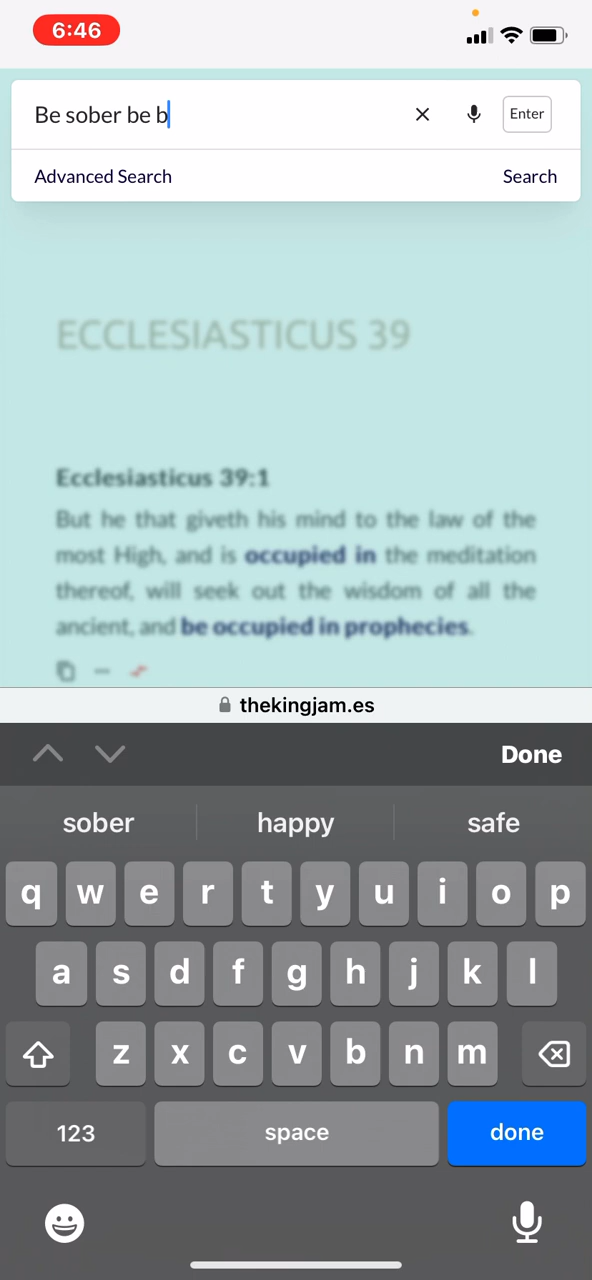 6:46
Be sober be b
Enter
Advanced Search
Search
ECCLESIASTICUS 39
Ecclesiasticus 39:1
But he that giveth his mind to the law of the
most High, and is occupied in the meditation
thereof, will seek out the wisdom of all the
ancient, and be occupied in prophecies.
thekingjam.es
Done
sober happy safe
q w e r t y u i o p
a s d f g h j k l
z x c v b n m
123 space done